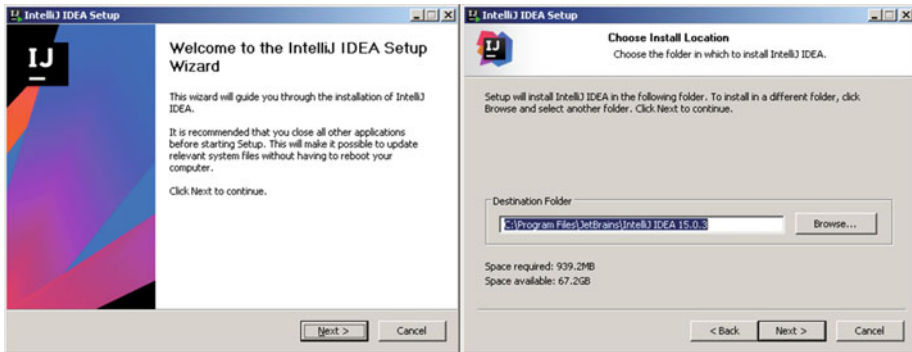 IntelliJ IDEA Setup
IJ
Welcome to the IntelliJ IDEA Setup
Wizard
This wizard will guide you through the installation of IntelliJ
IDEA.
It is recommended that you close all other applications
before starting Setup. This will make it possible to update
relevant system files without having to reboot your
computer.
Click Next to continue.
Next >
Cancel
IntelliJ IDEA Setup
IJ
Choose Install Location
Choose the folder in which to install IntelliJ IDEA.
Setup will install IntelliJ IDEA in the following folder. To install in a different folder, click
Browse and select another folder. Click Next to continue.
Destination Folder
C:\Program Files\JetBrains\IntelliJ IDEA 15.0.3
Browse...
Space required: 939.2MB
Space available: 67.2GB
< Back
Next >
Cancel